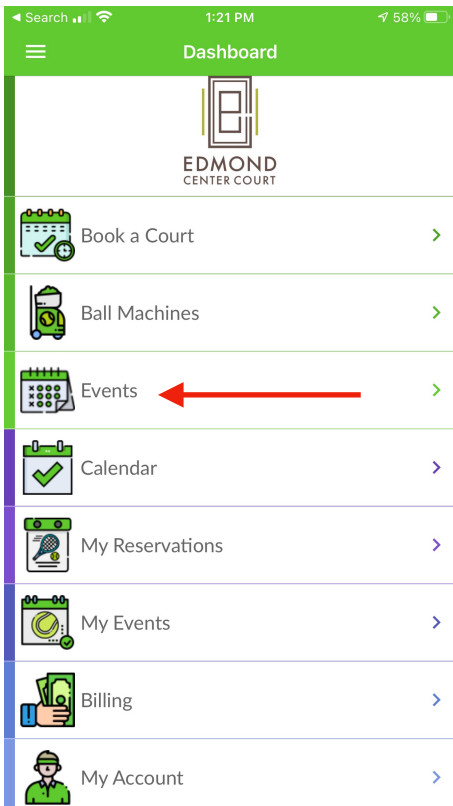 Search 1:21 PM 58%
Dashboard
EDMOND
CENTER COURT
Book a Court
Ball Machines
Events
Calendar
My Reservations
My Events
Billing
My Account